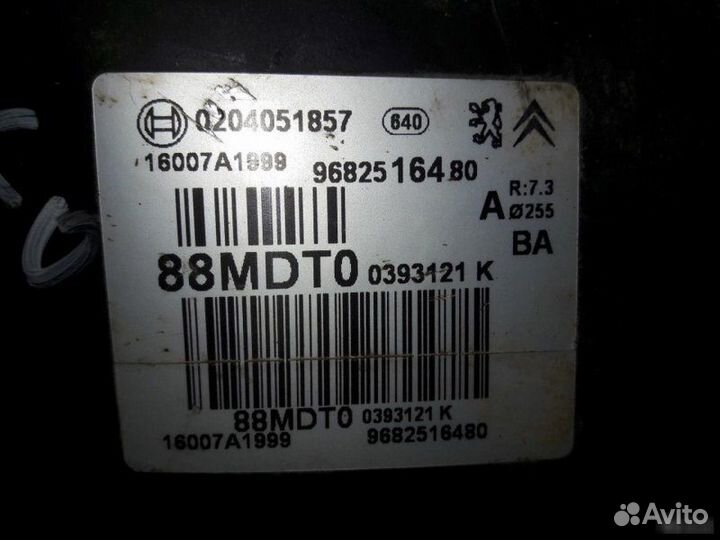 0204051857 640
16007A1999 9682516480
A R:7.3
Ø255
BA
88MDT0 0393121 K
88MDT0 0393121 K
16007A1999 9682516480
Avito